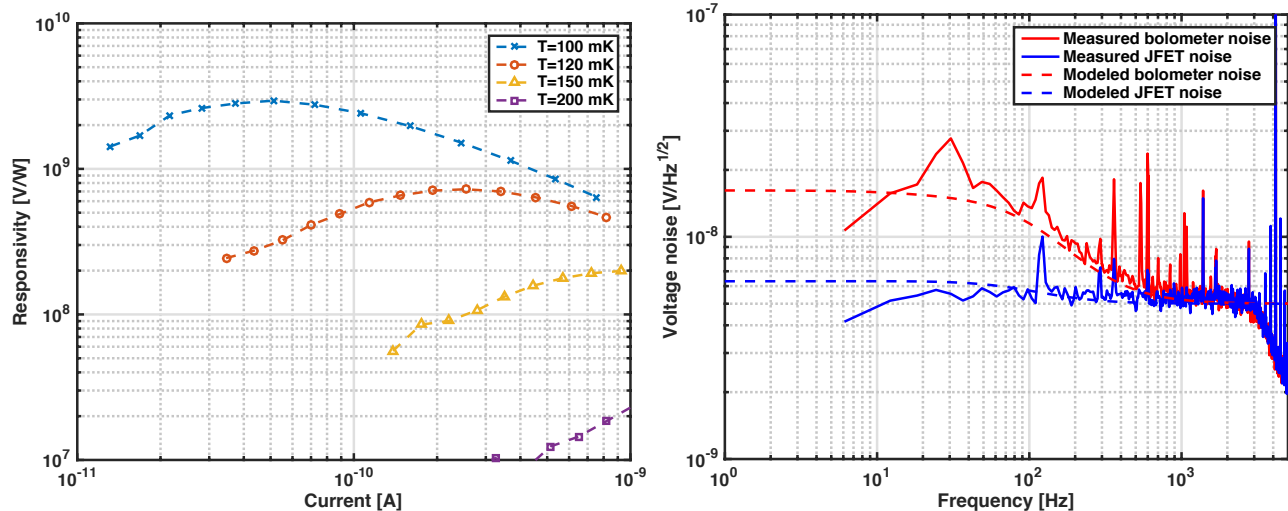 Responsivity [V/W]
10^10
10^9
10^8
10^7
10^-11
10^-10
10^-9
Current [A]
T=100 mK
T=120 mK
T=150 mK
T=200 mK
Voltage noise [V/Hz^1/2]
10^-7
10^-8
10^-9
10^0
10^1
10^2
10^3
Frequency [Hz]
Measured bolometer noise
Measured JFET noise
Modeled bolometer noise
Modeled JFET noise